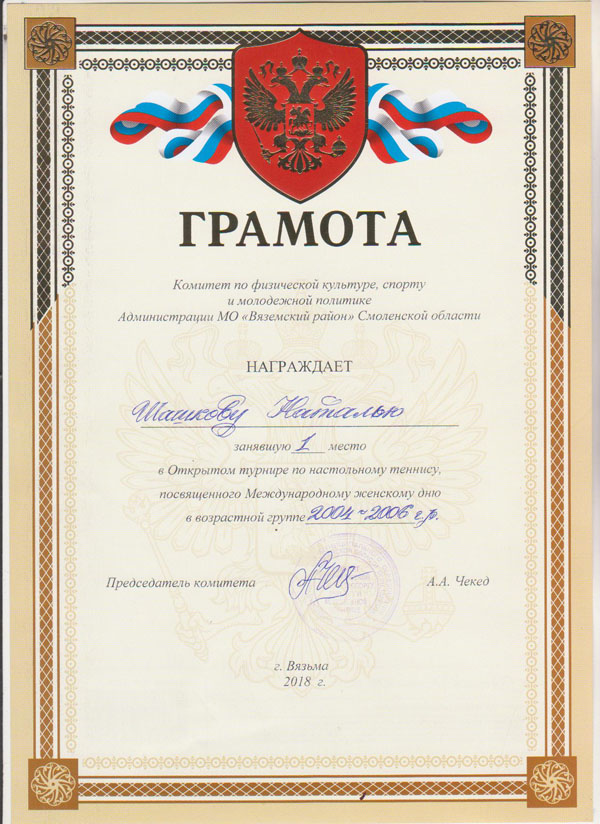 ГРАМОТА
Комитет по физической культуре, спорту
и молодежной политике
Администрации МО «Вяземский район» Смоленской области
НАГРАЖДАЕТ
Шашкову Наталью
занявшую 1 место
в Открытом турнире по настольному теннису,
посвященного Международному женскому дню
в возрастной группе 2004-2006 г.р.
Председатель комитета А.А. Чекед
г. Вязьма
2018 г.